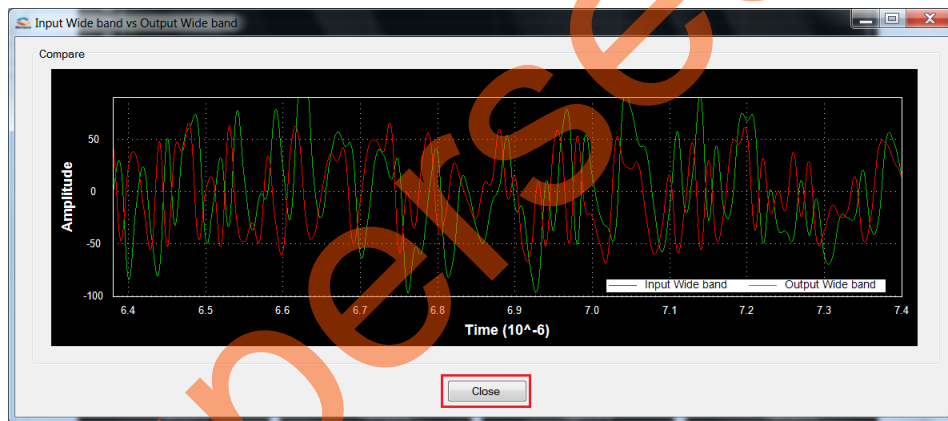 Input Wide band vs Output Wide band
Compare
Amplitude
50
0
-50
-100
6.4 6.5 6.6 6.7 6.8 6.9 7.0 7.1 7.2 7.3 7.4
Time (10^-6)
Input Wide band Output Wide band
Close